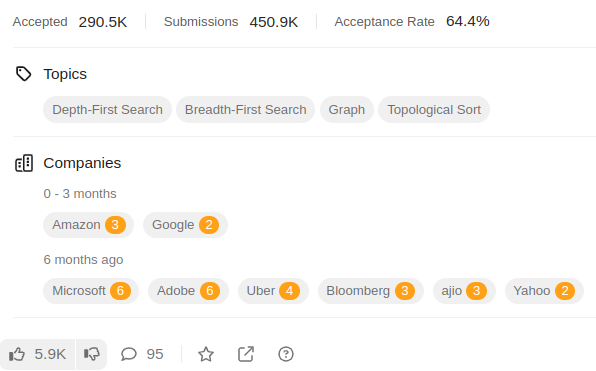 Accepted 290.5K Submissions 450.9K Acceptance Rate 64.4%
Topics
Depth-First Search Breadth-First Search Graph Topological Sort
Companies
0 - 3 months
Amazon 3 Google 2
6 months ago
Microsoft 6 Adobe 6 Uber 4 Bloomberg 3 ajio 3 Yahoo 2
5.9K 95